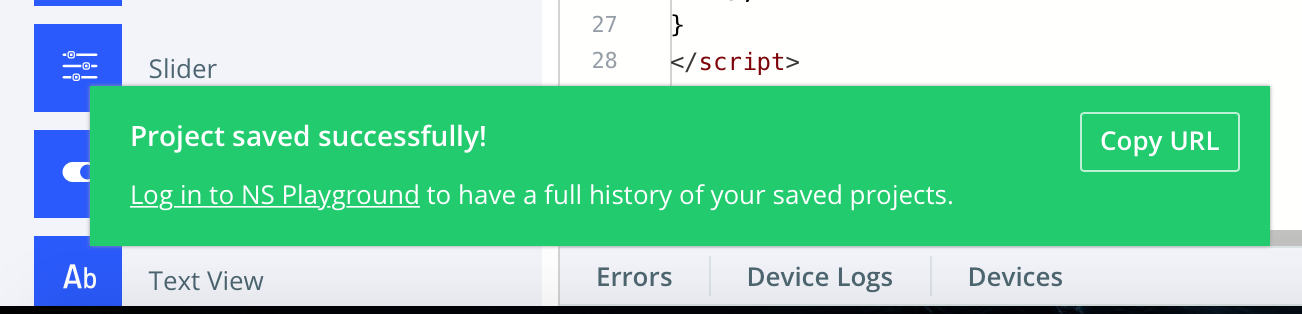 27 }
28 </script>
Slider
Project saved successfully!
Copy URL
Log in to NS Playground to have a full history of your saved projects.
Ab Text View
Errors
Device Logs
Devices